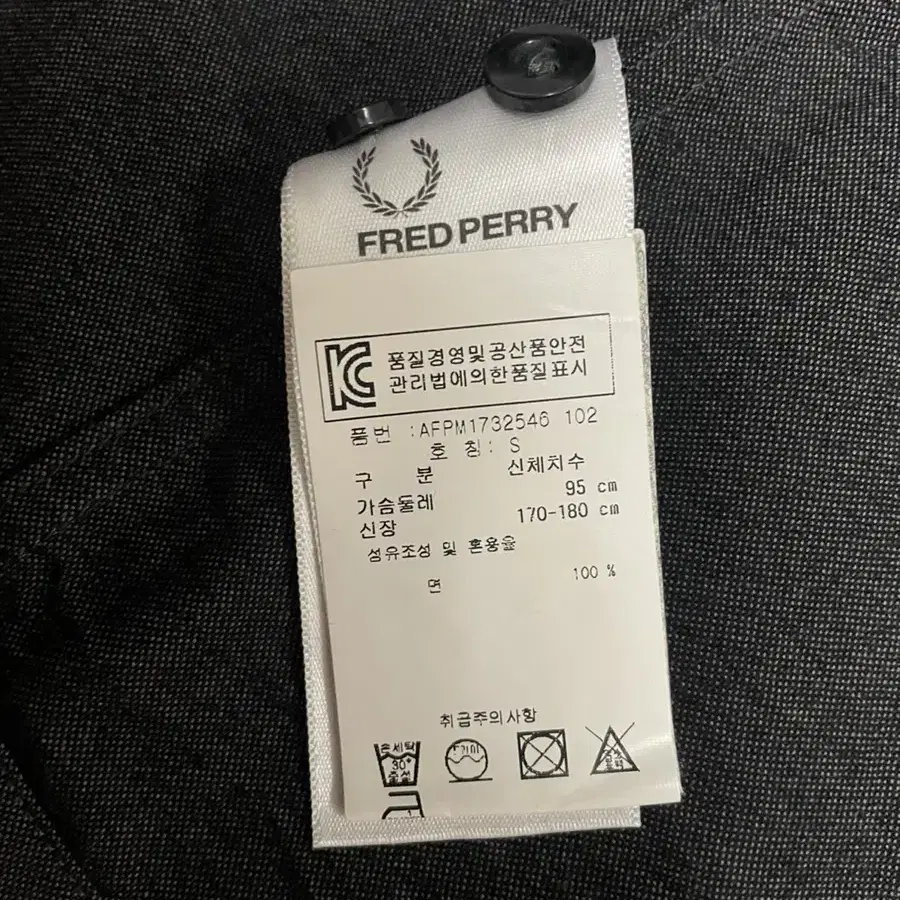 FRED PERRY
품질경영및공산품안전
관리법에의한품질표시
품번 :AFPM1732546 102
호 칭: S
구 분 신체치수
가슴둘레 95 cm
신장 170-180 cm
섬유조성 및 혼용율
면 100 %
취급주의사항
손세탁
30°
중성